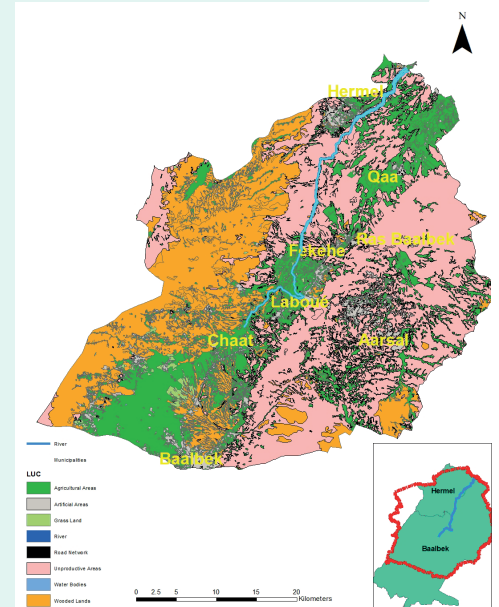 N
Hermel
Qaa
Ras Baalbek
Fekehe
Laboue
Chaat
Aarsal
Baalbek
River
Municipalities
LUC
Agricultural Areas
Artificial Areas
Grass Land
River
Road Network
Unproductive Areas
Water Bodies
Wooded Lands
0 2.5 5 10 15 20
Kilometers
Hermel
Baalbek